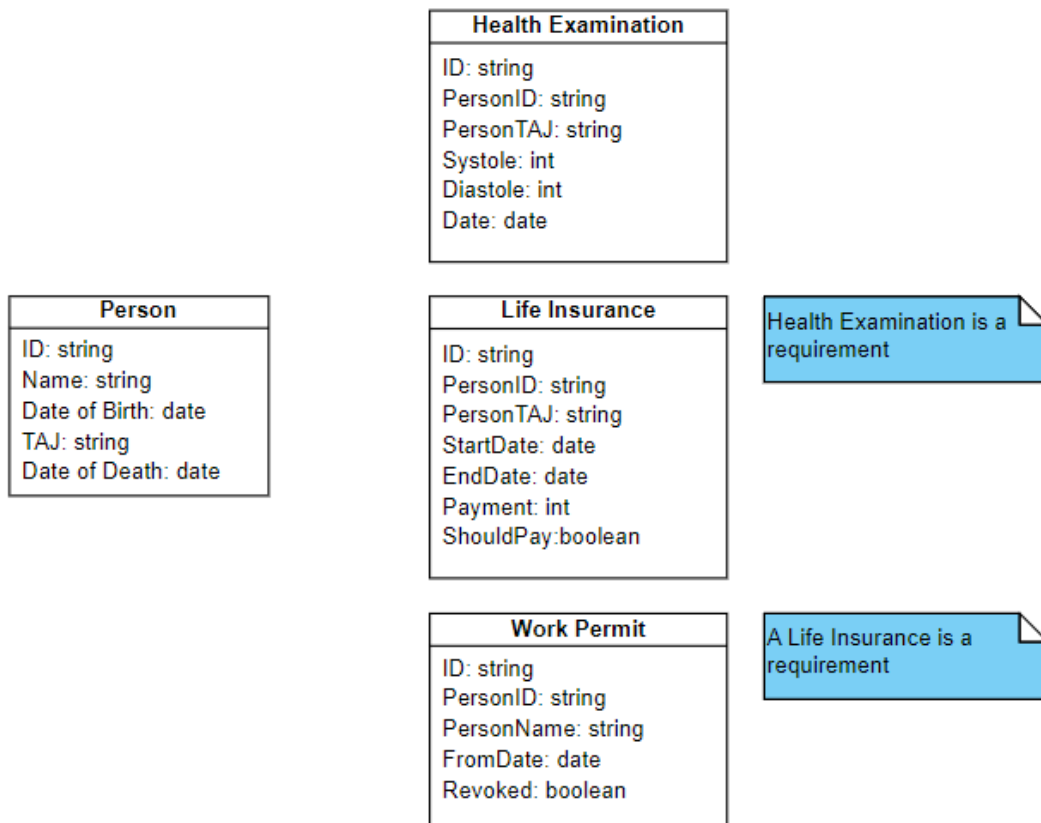 Health Examination
ID: string
PersonID: string
PersonTAJ: string
Systole: int
Diastole: int
Date: date
Person
ID: string
Name: string
Date of Birth: date
TAJ: string
Date of Death: date
Life Insurance
ID: string
PersonID: string
PersonTAJ: string
StartDate: date
EndDate: date
Payment: int
ShouldPay:boolean
Health Examination is a
requirement
Work Permit
ID: string
PersonID: string
PersonName: string
FromDate: date
Revoked: boolean
A Life Insurance is a
requirement